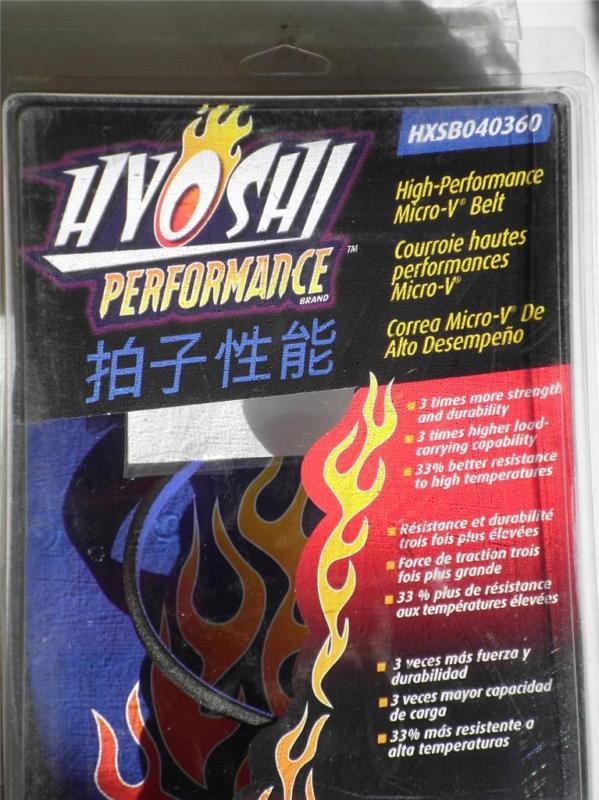 HXSB040360
HYOSHI
PERFORMANCE
BRAND
TM
拍子性能
High-Performance
Micro-V® Belt
Courroie hautes
performances
Micro-V®
Correa Micro-V® De
Alto Desempeño
3 times more strength
and durability
3 times higher load-
carrying capability
33% better resistance
to high temperatures
Résistance et durabilité
trois fois plus élevées
Force de traction trois
fois plus grande
33 % plus de résistance
aux températures élevées
3 veces más fuerza y
durabilidad
3 veces mayor capacidad
de carga
33% más resistente a
alta temperaturas